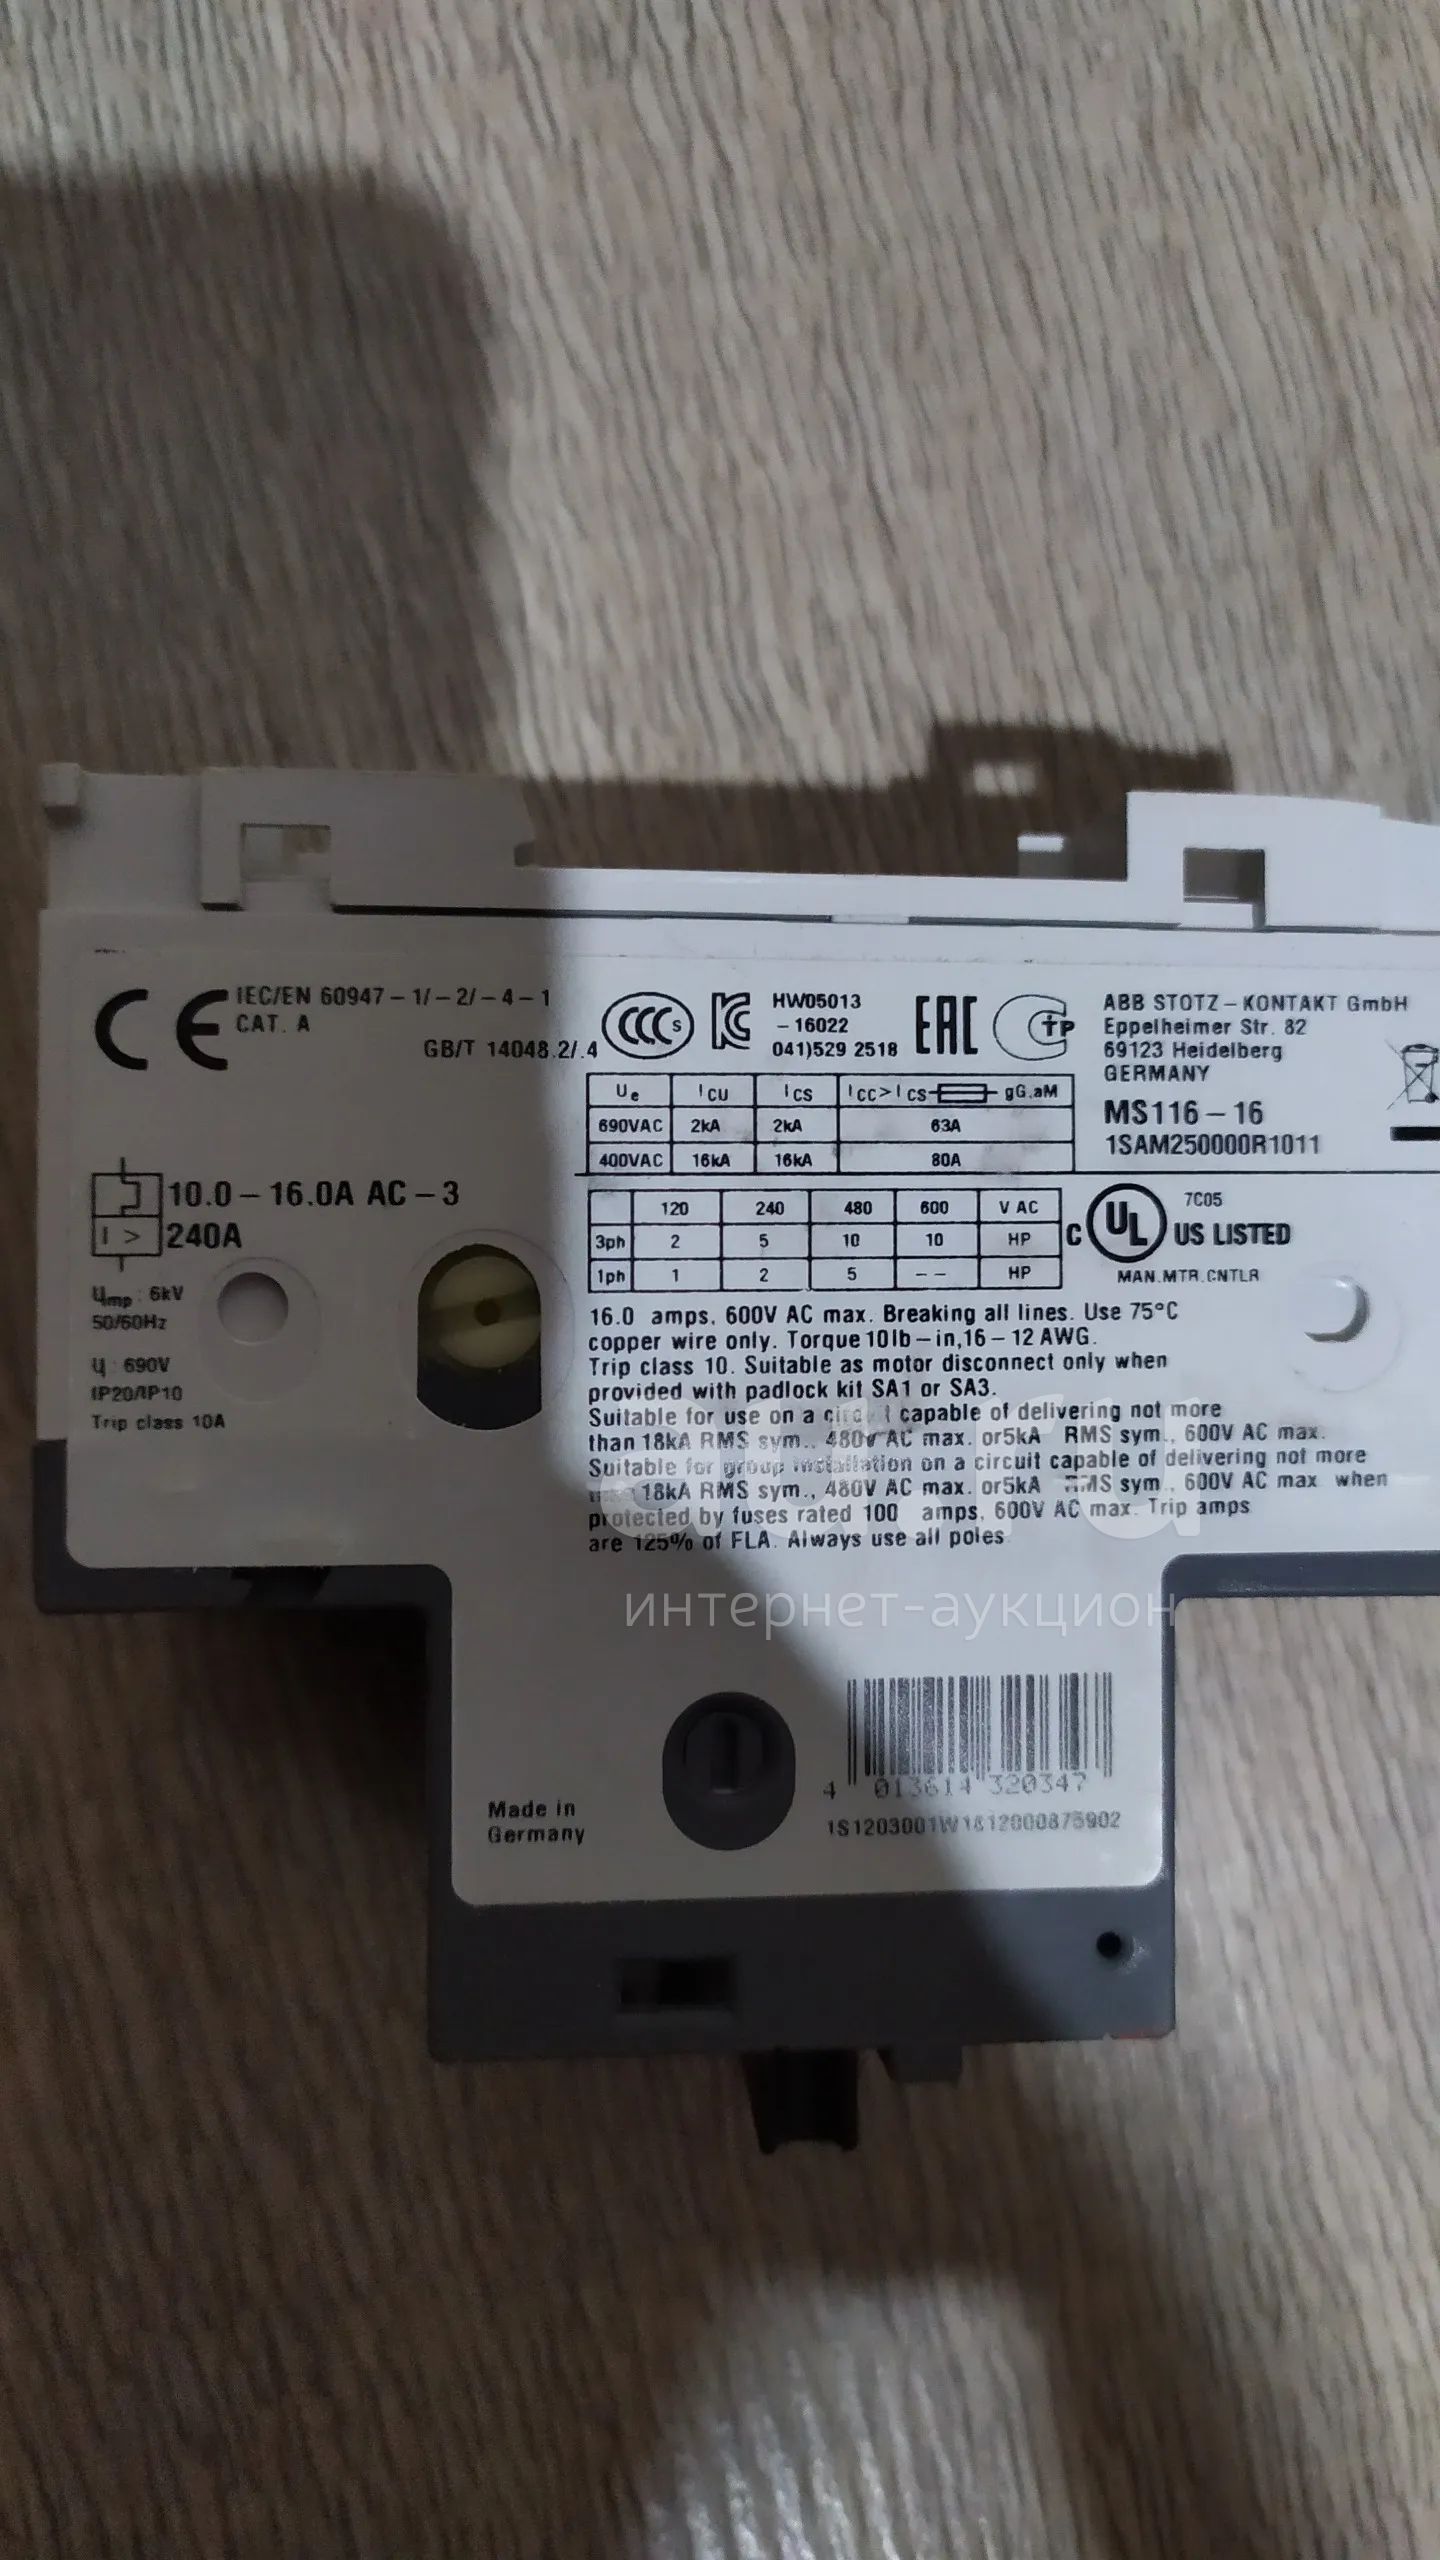 CE IEC/EN 60947-1/-2/-4-1
CAT. A
GB/T 14048.2/.4
CCC S
KC
HW05013
-16022
041)529 2518
EAC
ABB STOTZ-KONTAKT GmbH
Eppelheimer Str. 82
69123 Heidelberg
GERMANY
MS116-16
1SAM250000R1011
Ue ICU ICS ICC>ICS gG.aM
690VAC 2kA 2kA 63A
400VAC 16kA 16kA 80A
10.0-16.0A AC-3
I > 240A
Uimp: 6kV
50/60Hz
Ui: 690V
IP20/IP10
Trip class 10A
120 240 480 600 V AC
3ph 2 5 10 10 HP
1ph 1 2 5 -- HP
C UL US LISTED
7C05
MAN.MTR.CNTLR
16.0 amps, 600V AC max. Breaking all lines. Use 75°C
copper wire only. Torque 10lb-in,16-12 AWG.
Trip class 10. Suitable as motor disconnect only when
provided with padlock kit SA1 or SA3.
Suitable for use on a capable of delivering not more
than 18kA RMS sym., 480V AC max. or5kA RMS sym., 600V AC max.
Suitable for group installation on a circuit capable of delivering not more
18kA RMS sym., 480V AC max. or5kA RMS sym., 600V AC max when
protected by fuses rated 100 amps, 600V AC max. Trip amps
are 125% of FLA. Always use all poles
интернет-аукцион
4 013614 320347
Made in
Germany